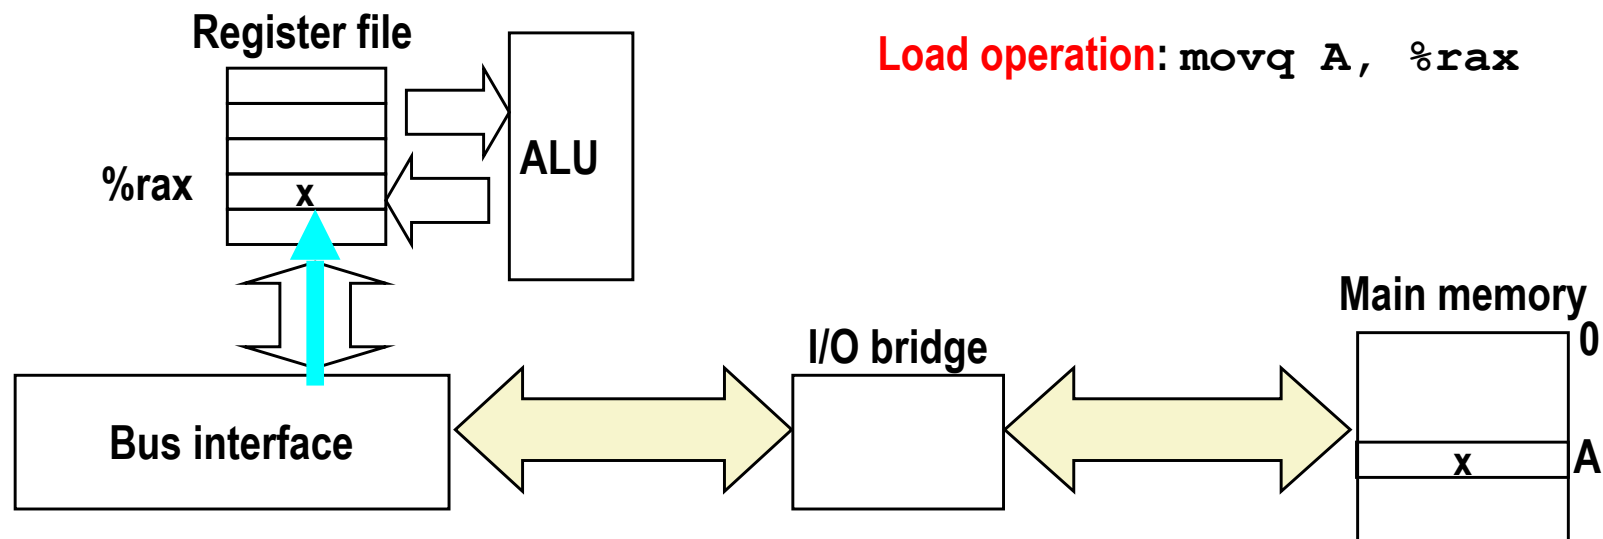 Register file
Load operation: movq A, %rax
ALU
%rax
x
Main memory
0
I/O bridge
Bus interface
x
A